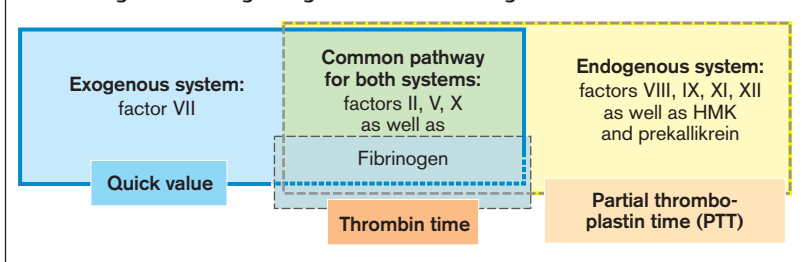 Exogenous system:
factor VII
Common pathway
for both systems:
factors II, V, X
as well as
Fibrinogen
Endogenous system:
factors VIII, IX, XI, XII
as well as HMK
and prekallikrein
Quick value
Thrombin time
Partial thrombo-
plastin time (PTT)